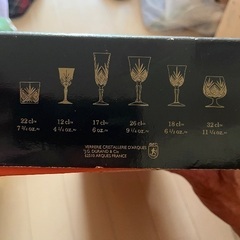 22 cl= 12 cl= 17 cl= 26 cl= 18 cl= 32 cl=
7 ¾ oz.= 4 ¼ oz.= 6 oz.= 9 ¼ oz.= 6 ½ oz.= 11 ¼ oz.=
VERRERIE CRISTALLERIE D'ARQUES
J.G. DURAND & Cie
62510 ARQUES FRANCE